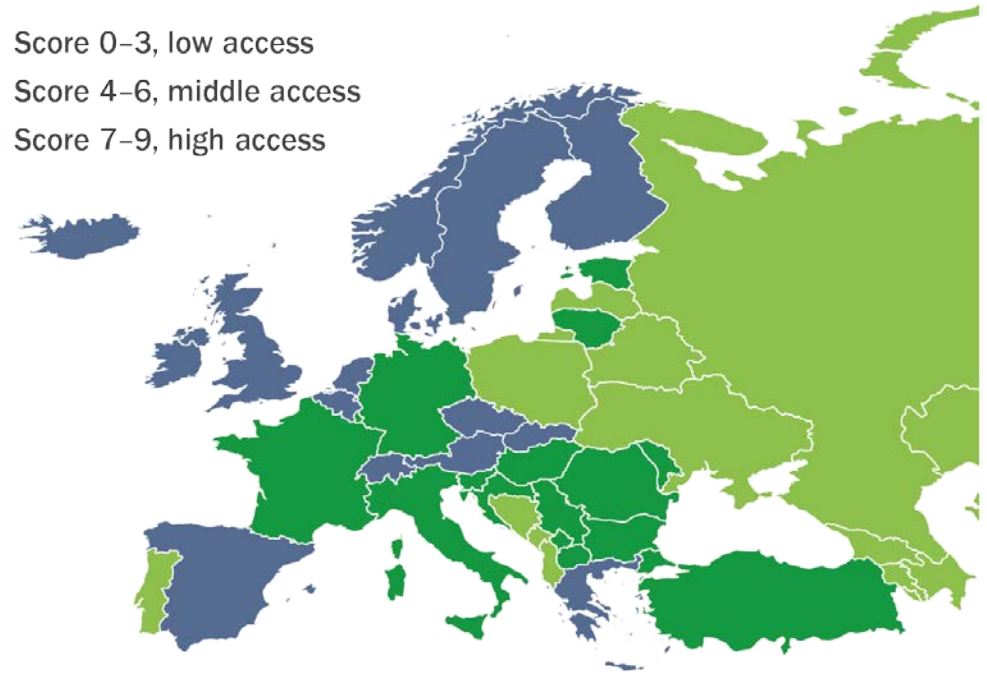 Score 0–3, low access
Score 4–6, middle access
Score 7–9, high access